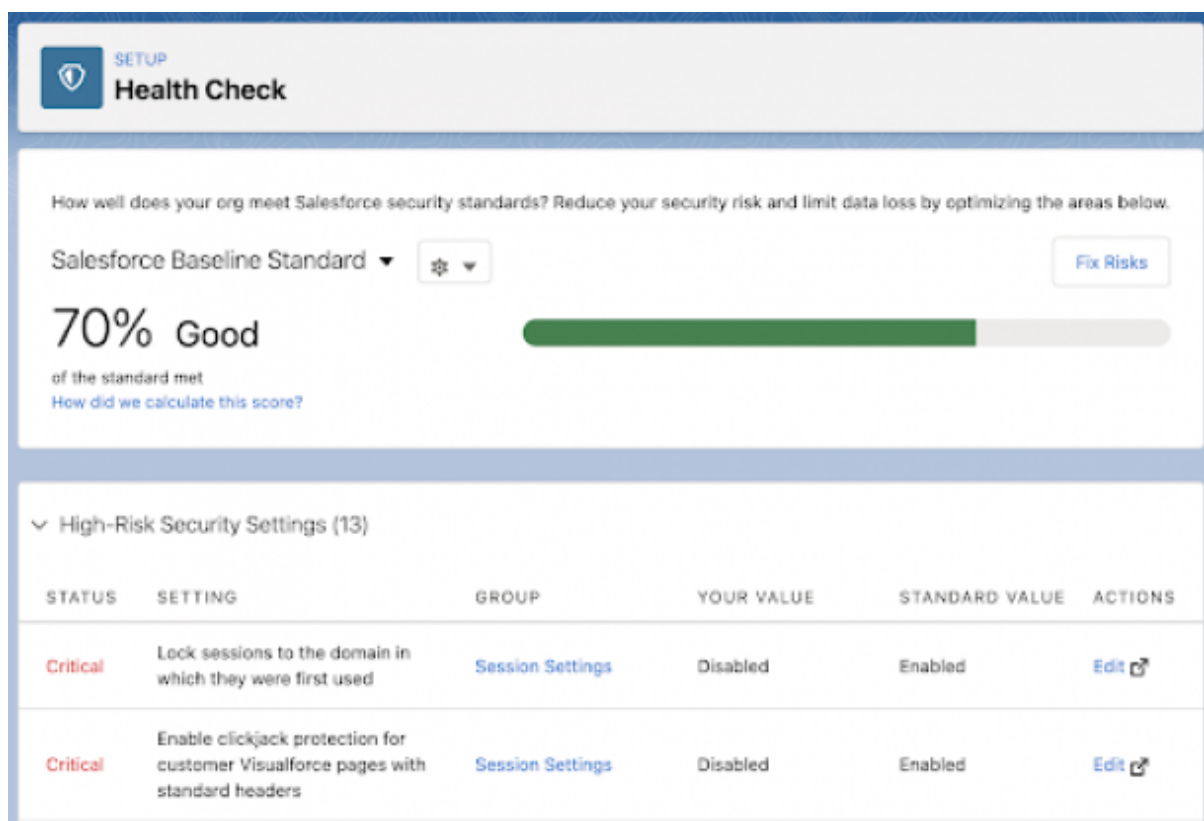 SETUP
Health Check
How well does your org meet Salesforce security standards? Reduce your security risk and limit data loss by optimizing the areas below.
Salesforce Baseline Standard
Fix Risks
70% Good
of the standard met
How did we calculate this score?
High-Risk Security Settings (13)
STATUS SETTING GROUP YOUR VALUE STANDARD VALUE ACTIONS
Critical Lock sessions to the domain in which they were first used Session Settings Disabled Enabled Edit
Critical Enable clickjack protection for customer Visualforce pages with standard headers Session Settings Disabled Enabled Edit